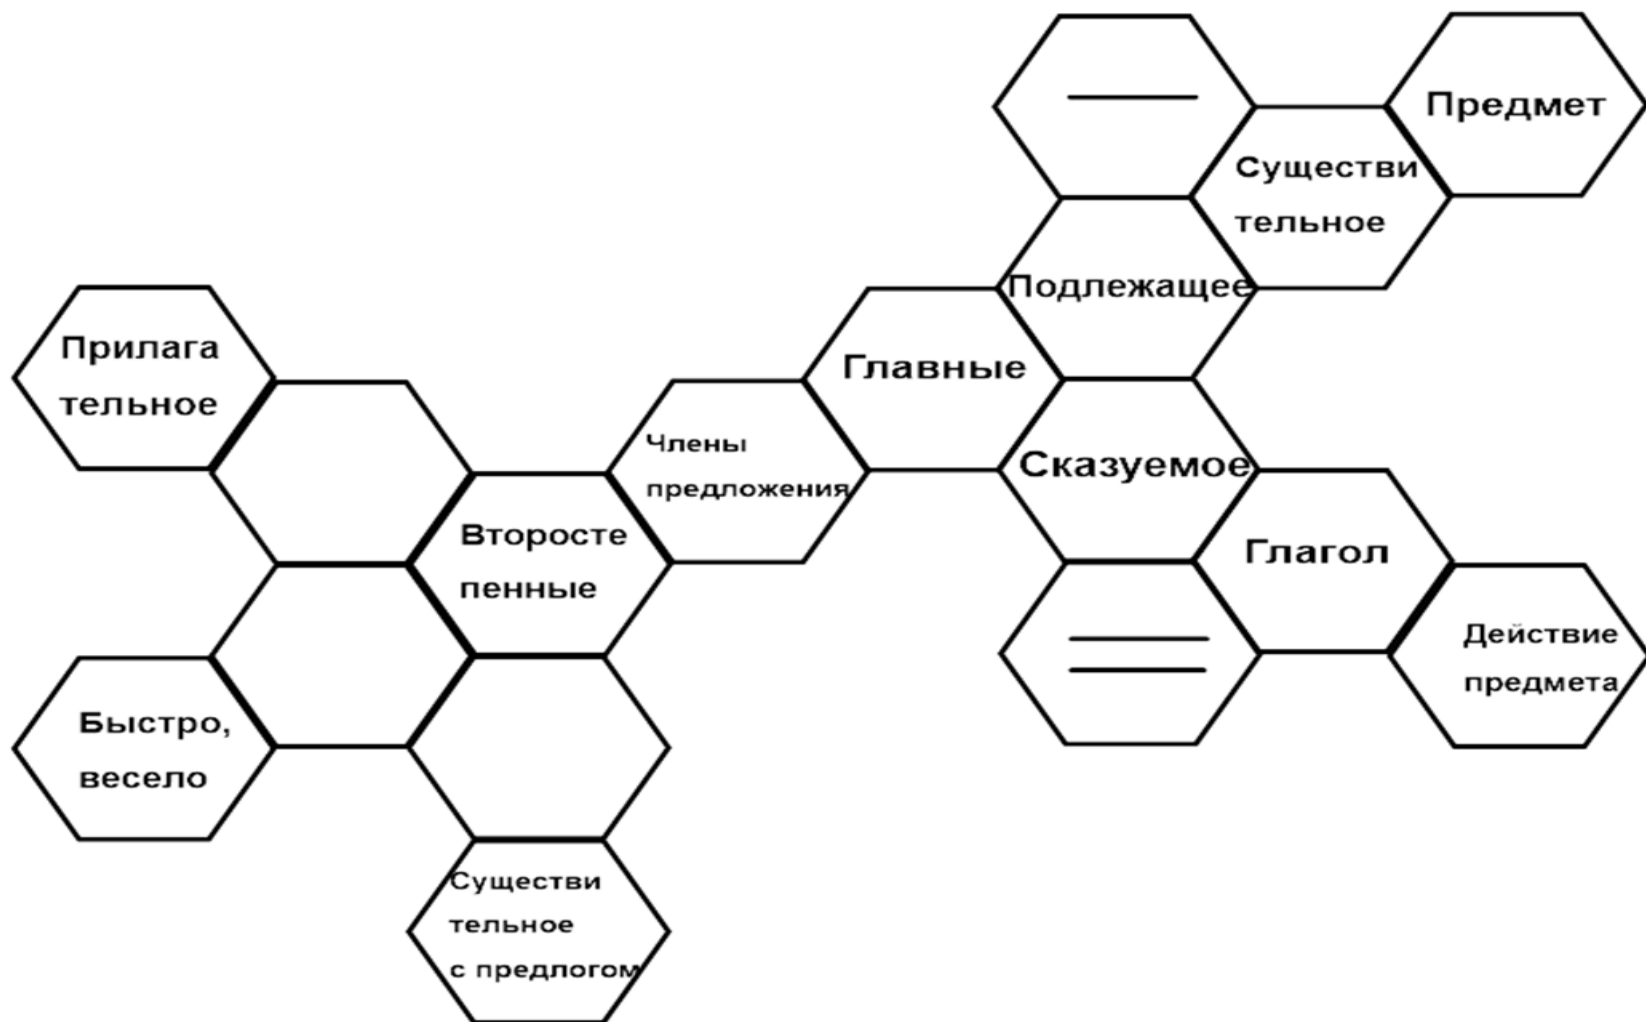 Предмет
Существи
тельное
Подлежащее
Главные
Прилага
тельное
Члены
предложения
Сказуемое
Второсте
пенные
Глагол
Действие
предмета
Быстро,
весело
Существи
тельное
с предлогом